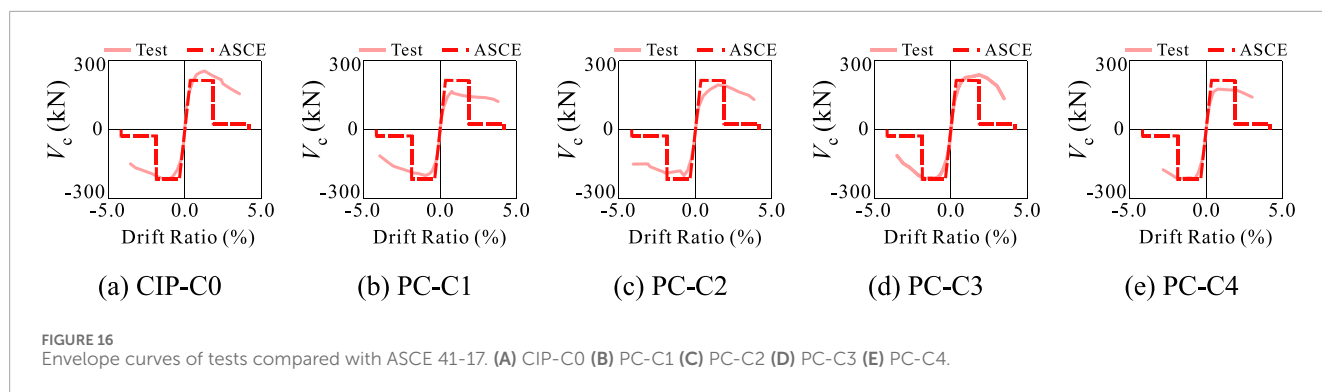 Test ASCE Test ASCE Test ASCE Test ASCE Test ASCE
300 300 300 300 300
Vc (kN) Vc (kN) Vc (kN) Vc (kN) Vc (kN)
0 0 0 0 0
-300 -300 -300 -300 -300
-5.0 0.0 5.0 -5.0 0.0 5.0 -5.0 0.0 5.0 -5.0 0.0 5.0 -5.0 0.0 5.0
Drift Ratio (%) Drift Ratio (%) Drift Ratio (%) Drift Ratio (%) Drift Ratio (%)
(a) CIP-C0 (b) PC-C1 (c) PC-C2 (d) PC-C3 (e) PC-C4
FIGURE 16
Envelope curves of tests compared with ASCE 41-17. (A) CIP-C0 (B) PC-C1 (C) PC-C2 (D) PC-C3 (E) PC-C4.